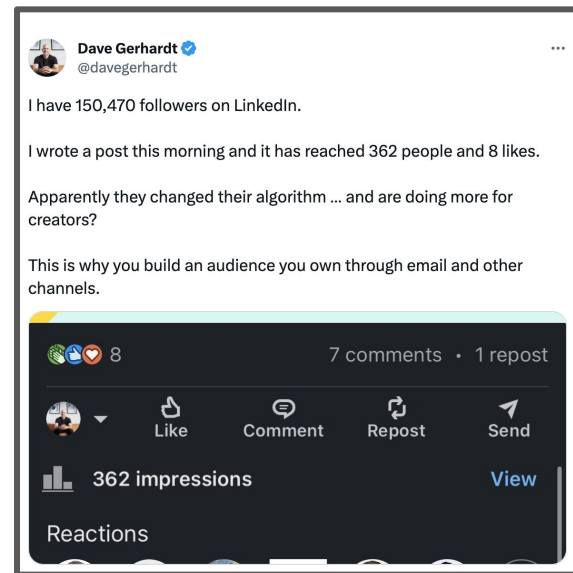 Dave Gerhardt
@davegerhardt
I have 150,470 followers on LinkedIn.
I wrote a post this morning and it has reached 362 people and 8 likes.
Apparently they changed their algorithm ... and are doing more for
creators?
This is why you build an audience you own through email and other
channels.
8 7 comments • 1 repost
Like Comment Repost Send
362 impressions View
Reactions